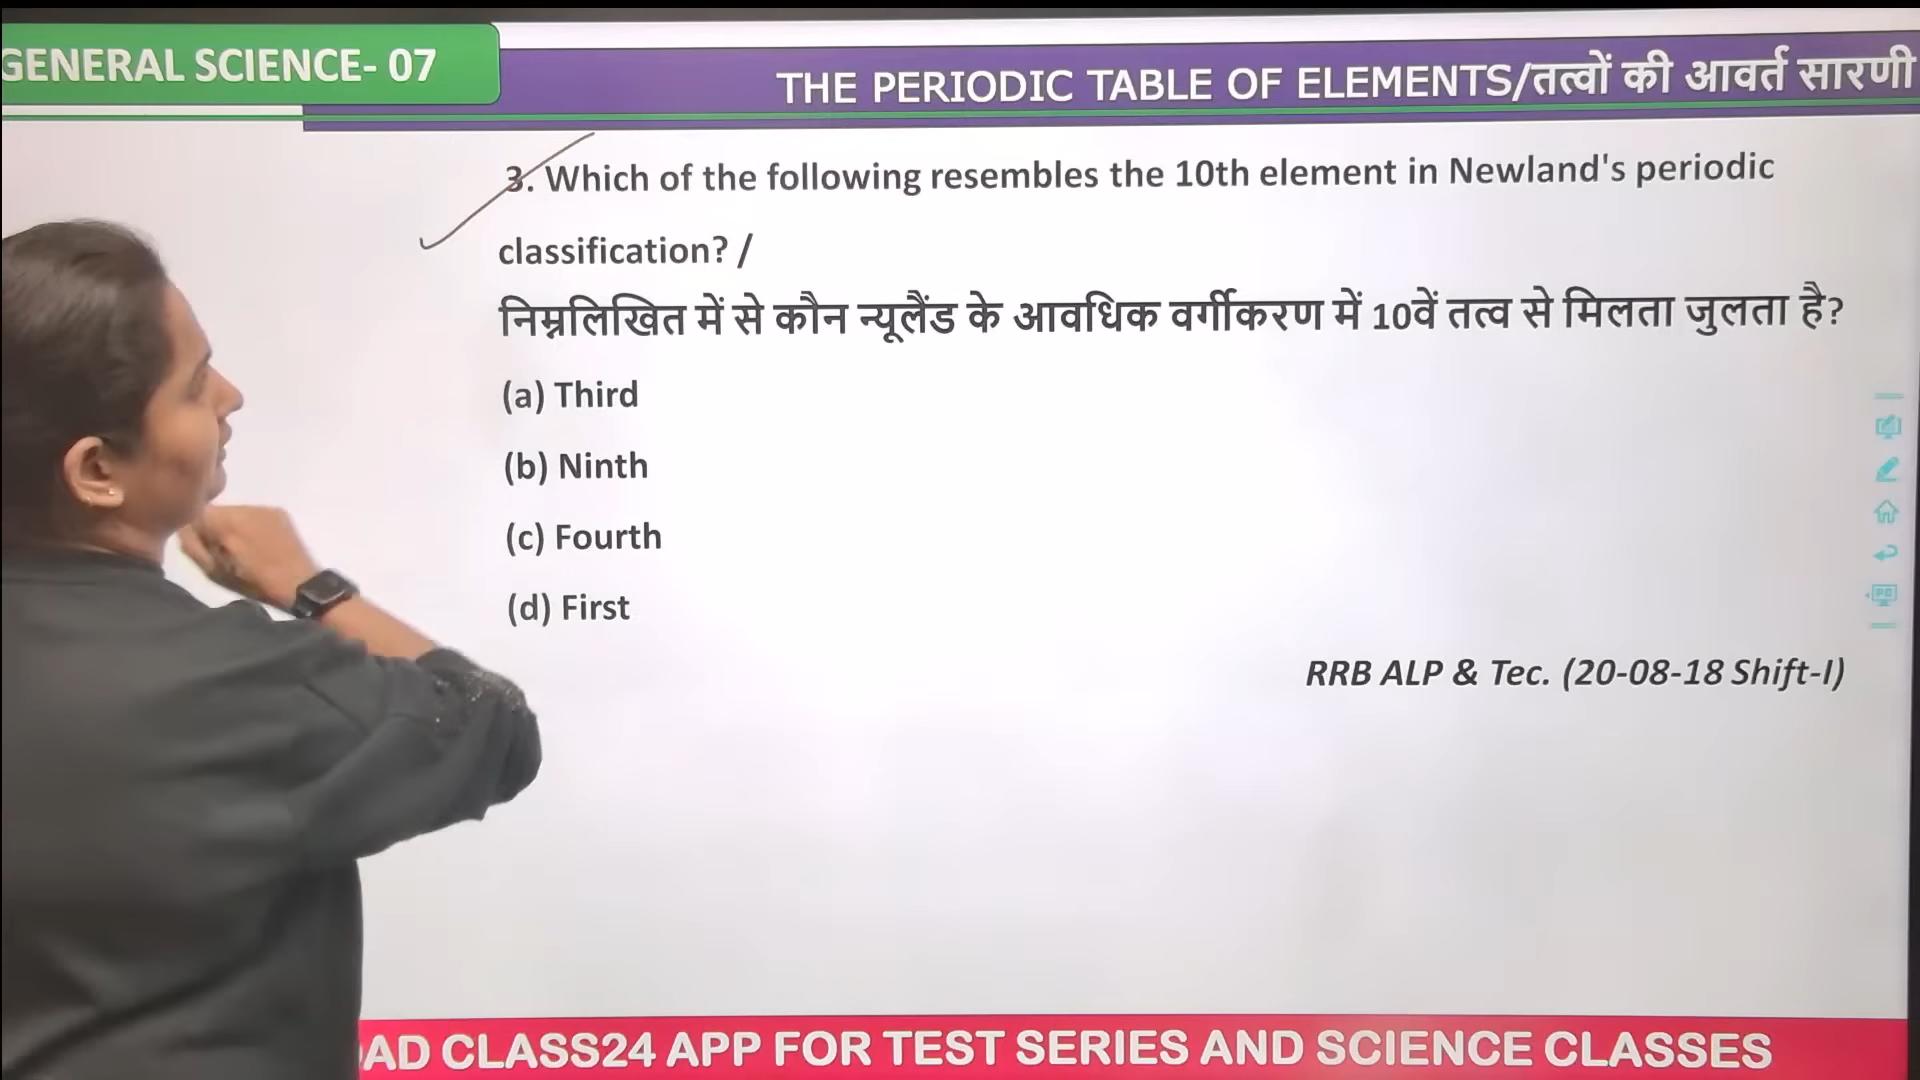 GENERAL SCIENCE- 07
THE PERIODIC TABLE OF ELEMENTS/तत्वों की आवर्त सारणी
3. Which of the following resembles the 10th element in Newland's periodic
classification? /
निम्नलिखित में से कौन न्यूलैंड के आवधिक वर्गीकरण में 10वें तत्व से मिलता जुलता है?
(a) Third
(b) Ninth
(c) Fourth
(d) First
RRB ALP & Tec. (20-08-18 Shift-I)
AD CLASS24 APP FOR TEST SERIES AND SCIENCE CLASSES